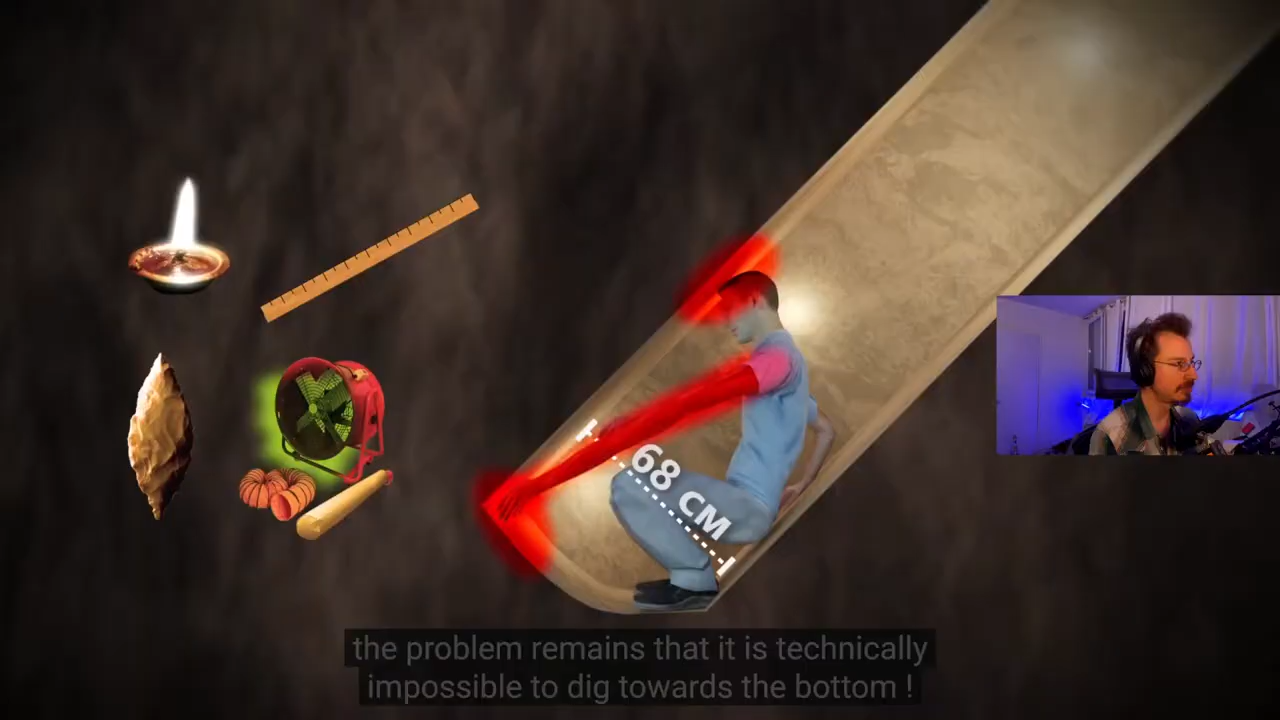 68 CM
the problem remains that it is technically
impossible to dig towards the bottom !